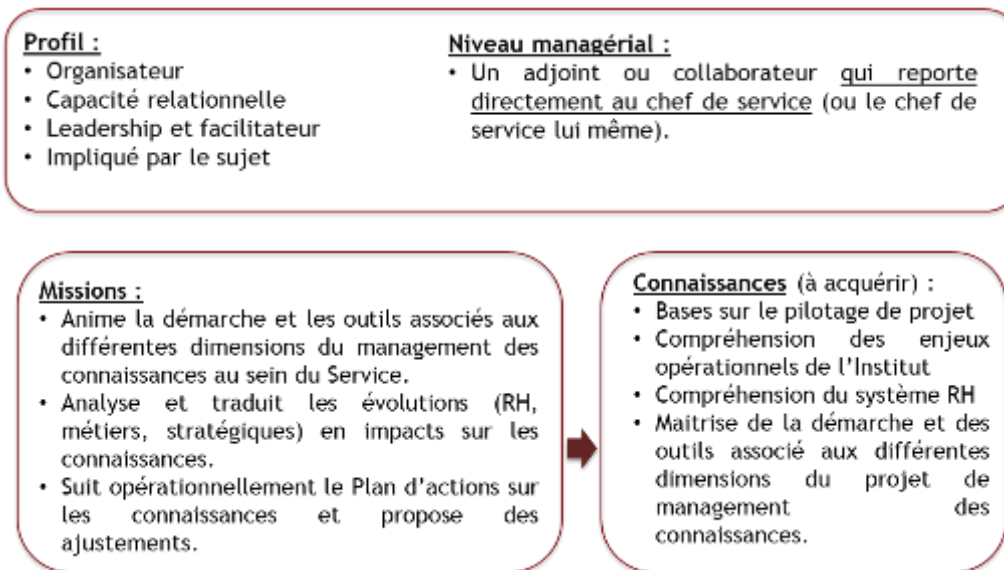 Profil :
• Organisateur
• Capacité relationnelle
• Leadership et facilitateur
• Impliqué par le sujet
Niveau managérial :
• Un adjoint ou collaborateur qui reporte
directement au chef de service (ou le chef de
service lui même).
Missions :
• Anime la démarche et les outils associés aux
différentes dimensions du management des
connaissances au sein du Service.
• Analyse et traduit les évolutions (RH,
métiers, stratégiques) en impacts sur les
connaissances.
• Suit opérationnellement le Plan d'actions sur
les connaissances et propose des
ajustements.
Connaissances (à acquérir) :
• Bases sur le pilotage de projet
• Compréhension des enjeux
opérationnels de l'Institut
• Compréhension du système RH
• Maitrise de la démarche et des
outils associé aux différentes
dimensions du projet de
management des
connaissances.